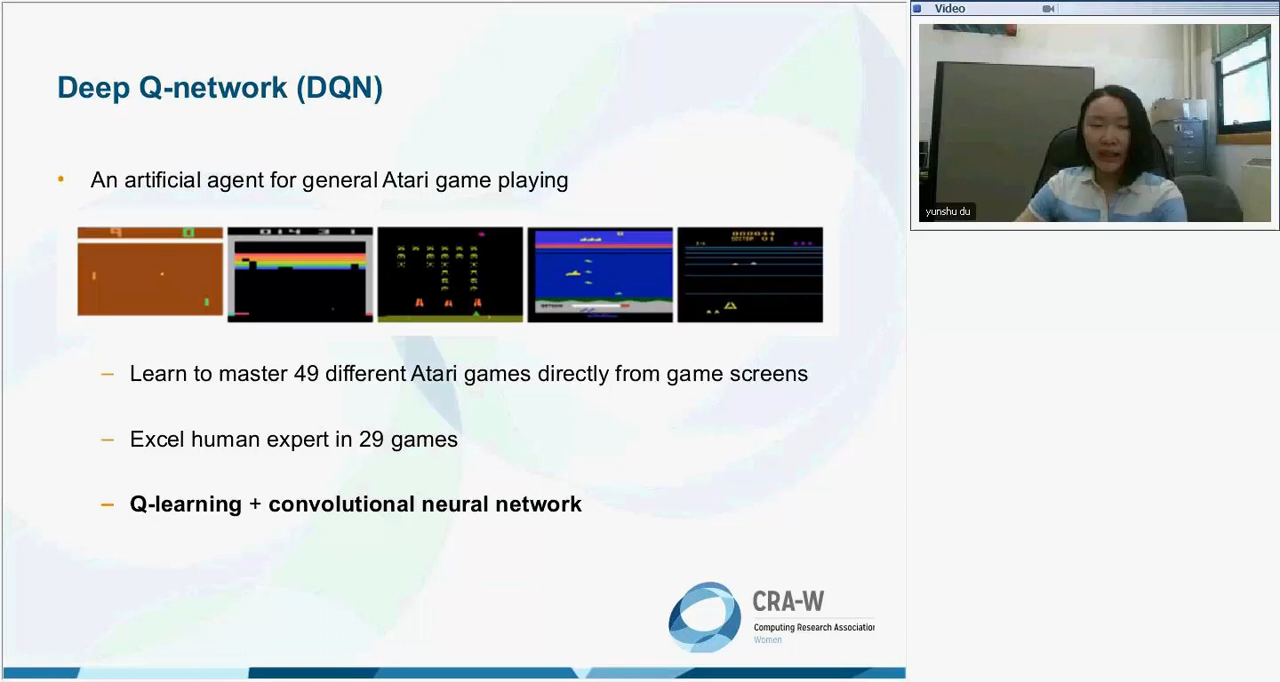 Deep Q-network (DQN)
• An artificial agent for general Atari game playing
– Learn to master 49 different Atari games directly from game screens
– Excel human expert in 29 games
– Q-learning + convolutional neural network
CRA-W
Computing Research Association
Women
Video
yunshu du